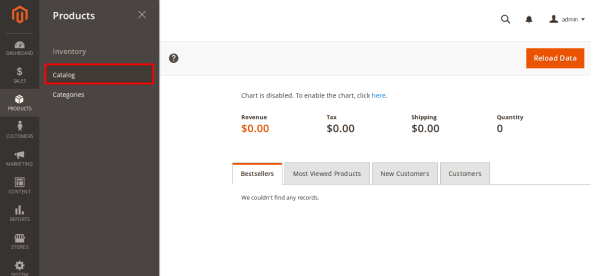 Products
Inventory
Catalog
Categories
DASHBOARD
$
SALES
PRODUCTS
CUSTOMERS
MARKETING
CONTENT
REPORTS
STORES
SYSTEM
admin
?
Reload Data
Chart is disabled. To enable the chart, click here.
Revenue Tax Shipping Quantity
$0.00 $0.00 $0.00 0
Bestsellers Most Viewed Products New Customers Customers
We couldn't find any records.